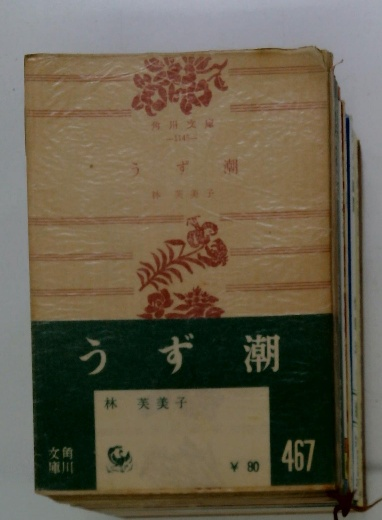 角川文庫
うず潮
林芙美子
うず潮
林 芙美子
角川
文庫
￥80
467